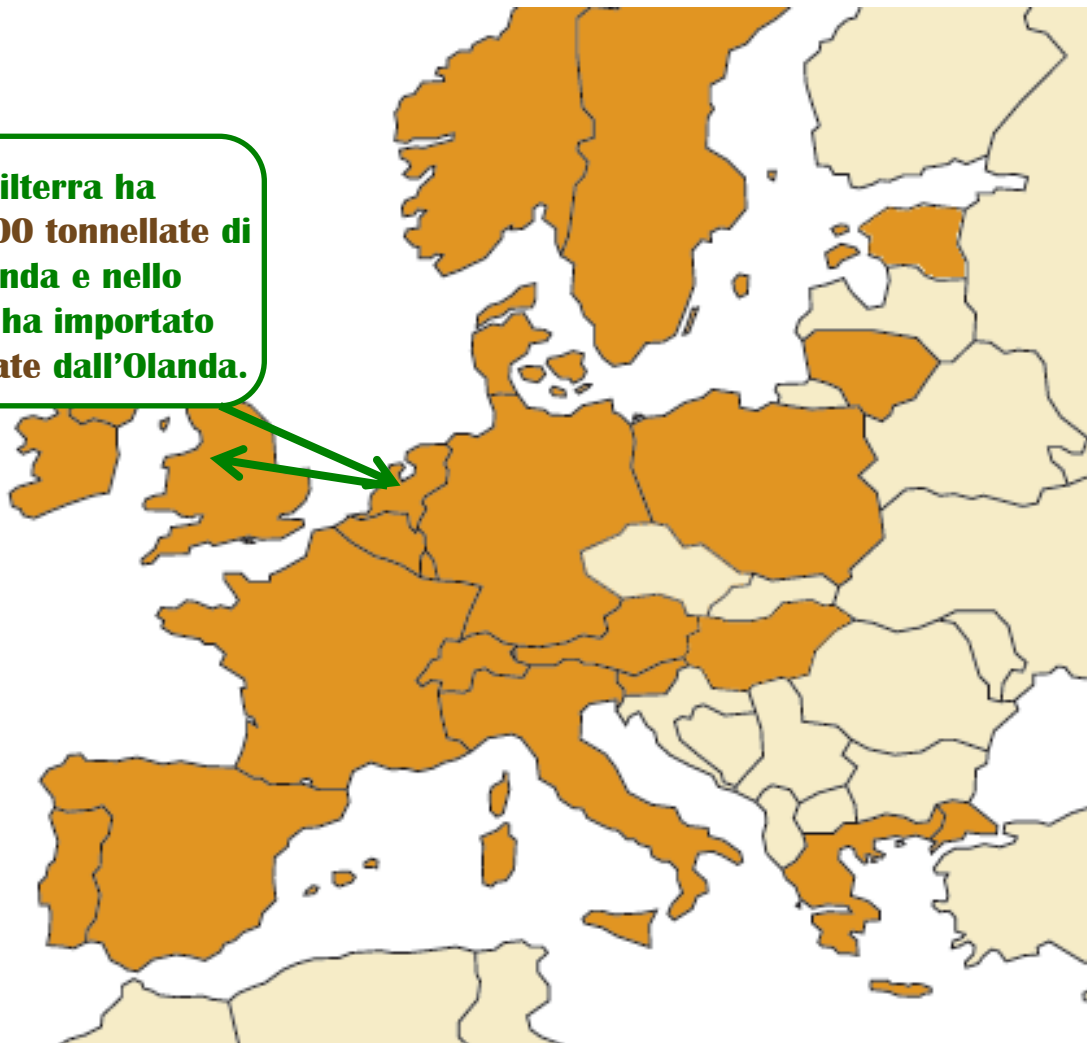 ilterra ha
00 tonnellate di
nda e nello
ha importato
ate dall'Olanda.